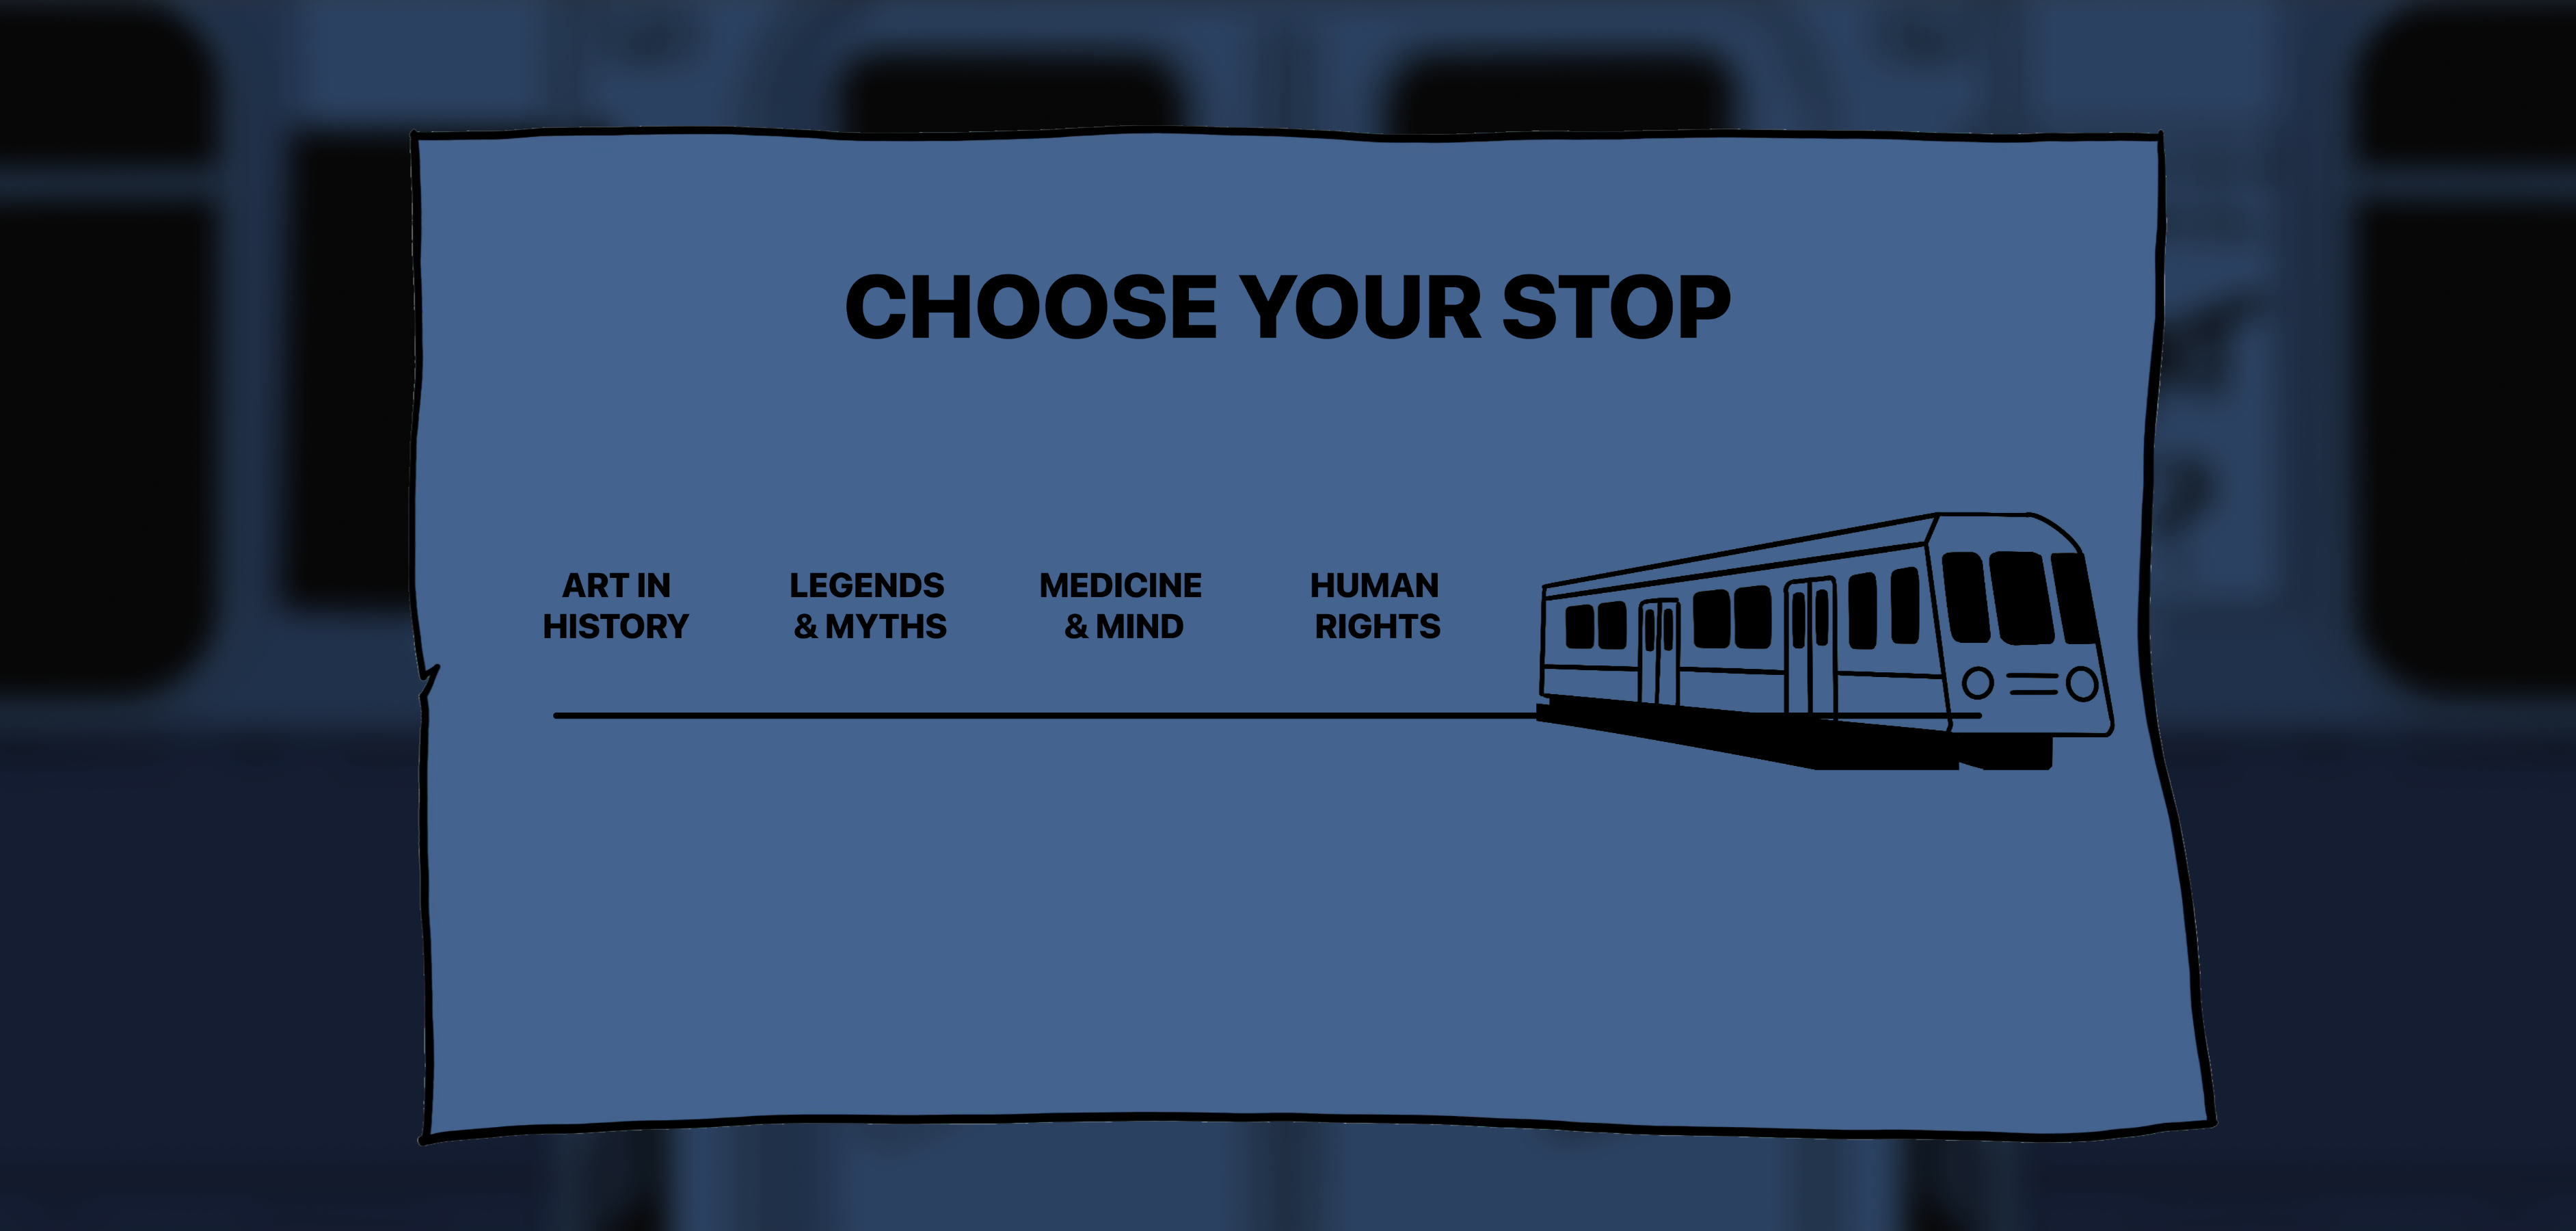 CHOOSE YOUR STOP
ART IN
HISTORY
LEGENDS
& MYTHS
MEDICINE
& MIND
HUMAN
RIGHTS